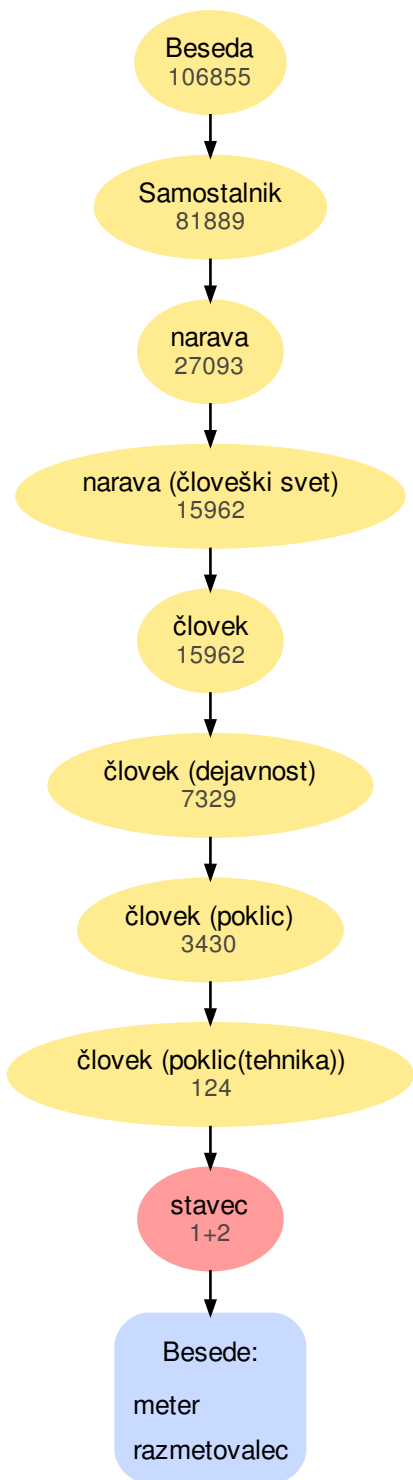 Beseda
106855
Samostalnik
81889
narava
27093
narava (človeški svet)
15962
človek
15962
človek (dejavnost)
7329
človek (poklic)
3430
človek (poklic(tehnika))
124
stavec
1+2
Besede:
meter
razmetovalec